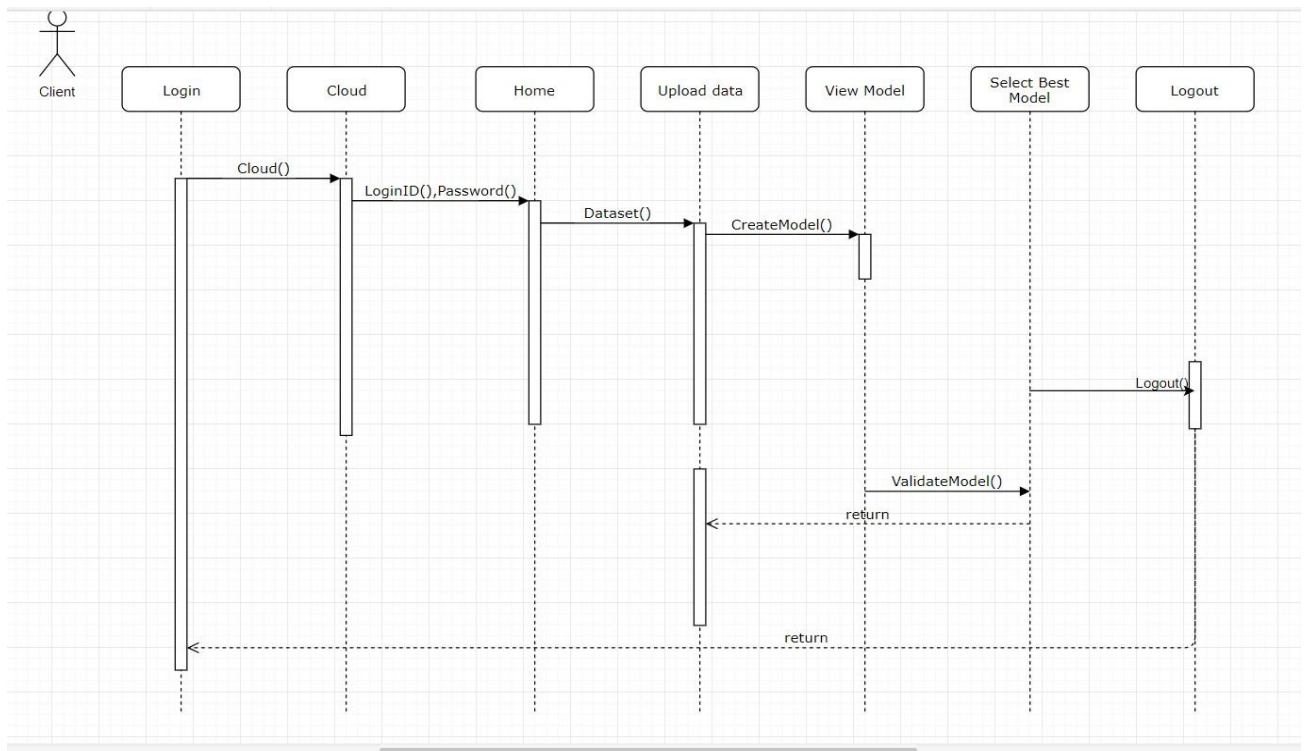 Client
Login
Cloud
Home
Upload data
View Model
Select Best
Model
Logout
Cloud()
LoginID(),Password()
Dataset()
CreateModel()
Logout()
ValidateModel()
return
return